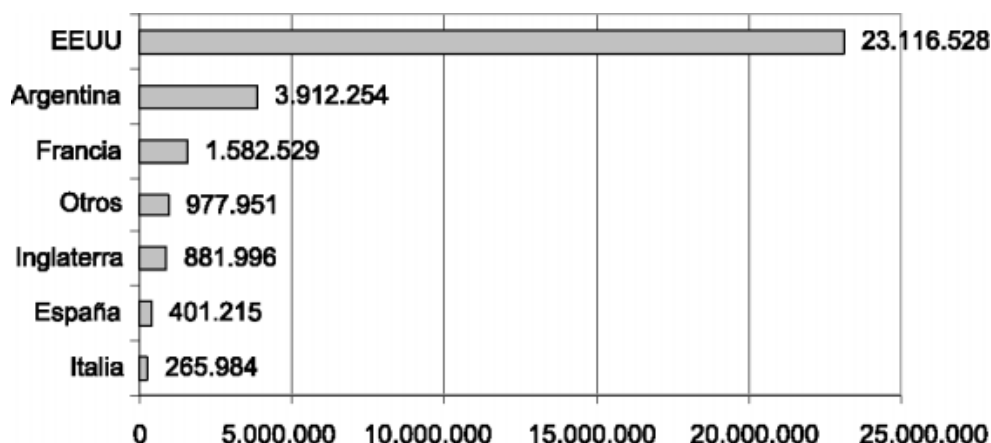 EEUU 23.116.528
Argentina 3.912.254
Francia 1.582.529
Otros 977.951
Inglaterra 881.996
España 401.215
Italia 265.984
0 5.000.000 10.000.000 15.000.000 20.000.000 25.000.000